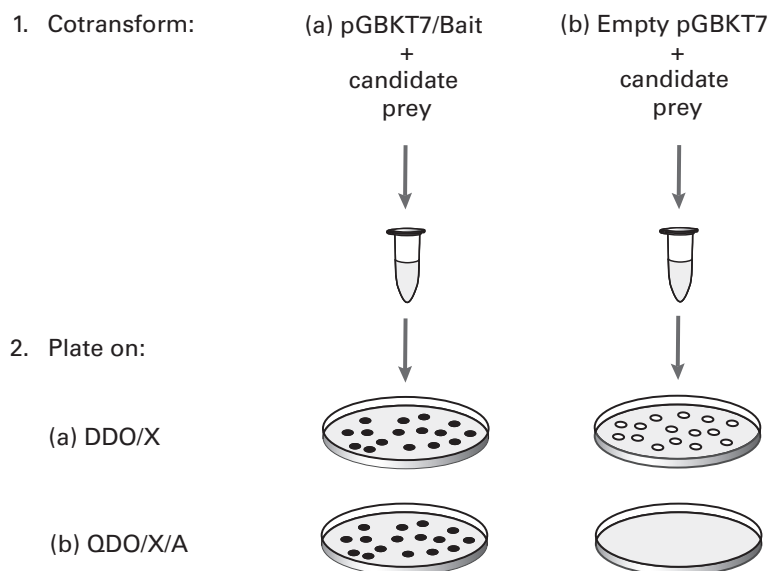 1. Cotransform:
(a) pGBKT7/Bait
+
candidate
prey
(b) Empty pGBKT7
+
candidate
prey
2. Plate on:
(a) DDO/X
(b) QDO/X/A